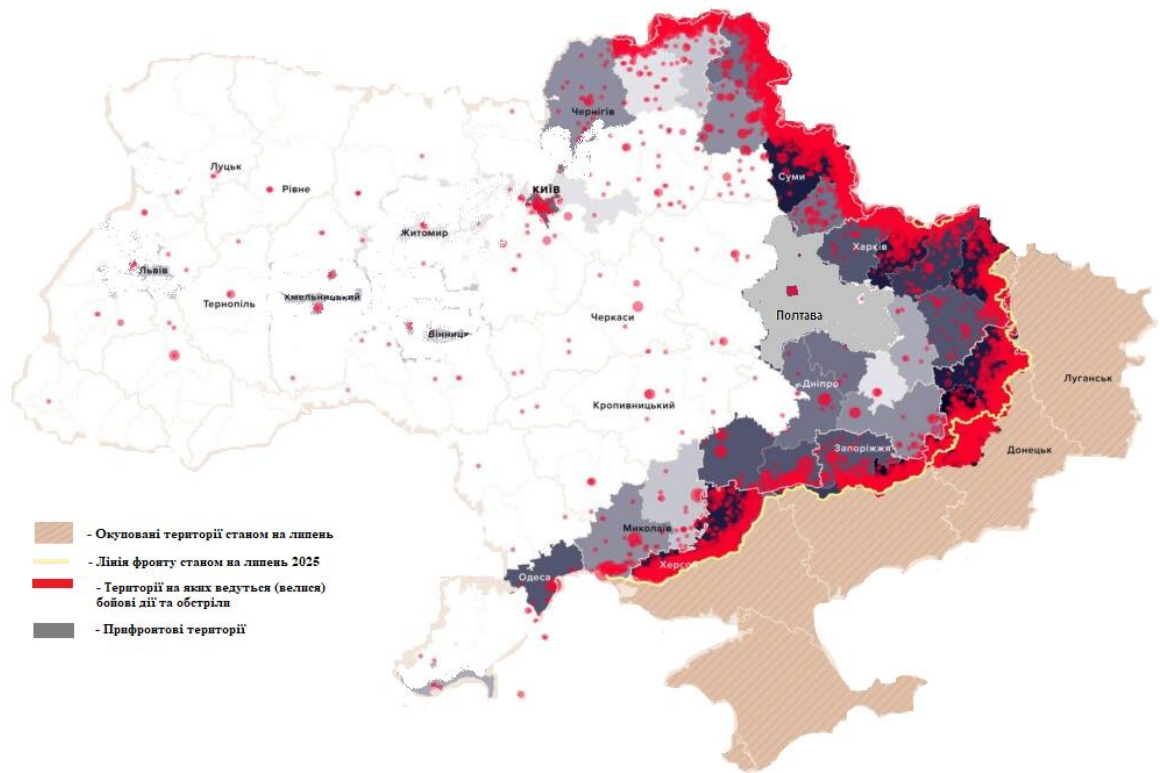 Чернігів
Луцьк
Рівне
КИЇВ
Суми
Житомир
Харків
Львів
Тернопіль
Хмельницький
Полтава
Черкаси
Вінниця
Дніпро
Луганськ
Кропивницький
Запоріжжя
Донецьк
Миколаїв
Херсон
Одеса
- Окуповані території станом на липень
- Лінія фронту станом на липень 2025
- Території на яких ведуться (велися)
бойові дії та обстріли
- Прифронтові території